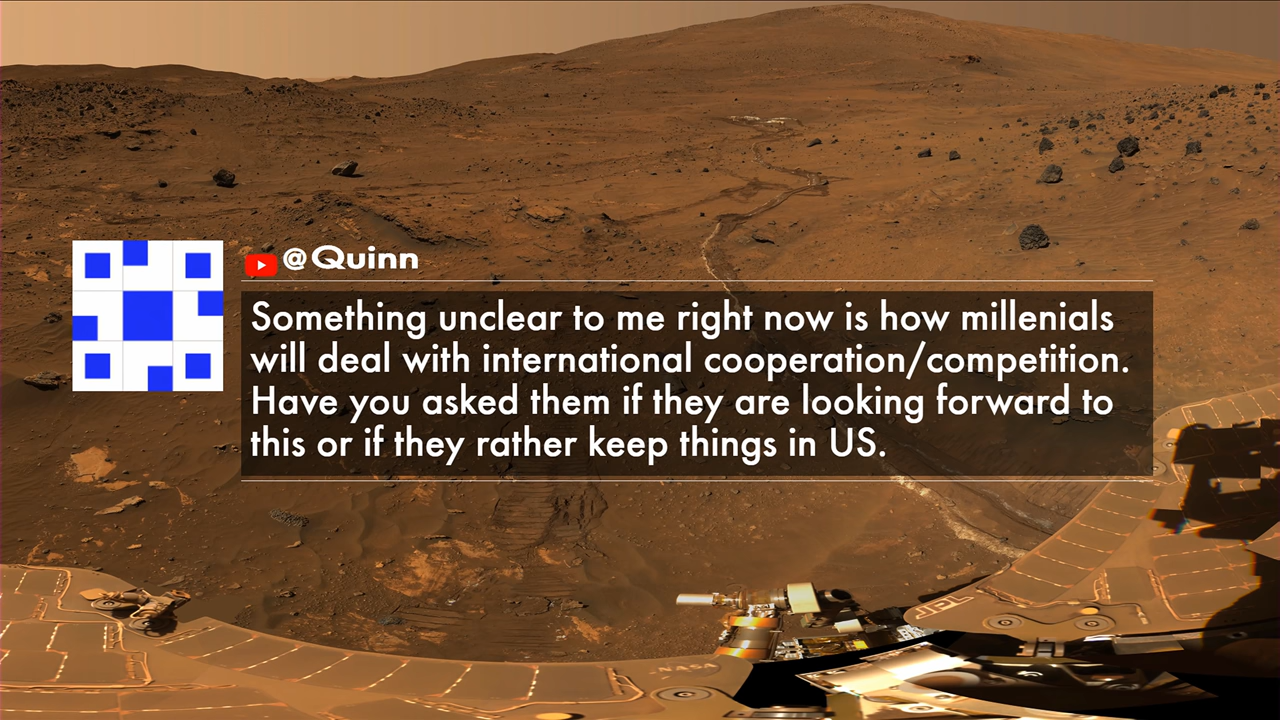 @Quinn
Something unclear to me right now is how millenials
will deal with international cooperation/competition.
Have you asked them if they are looking forward to
this or if they rather keep things in US.
NASA